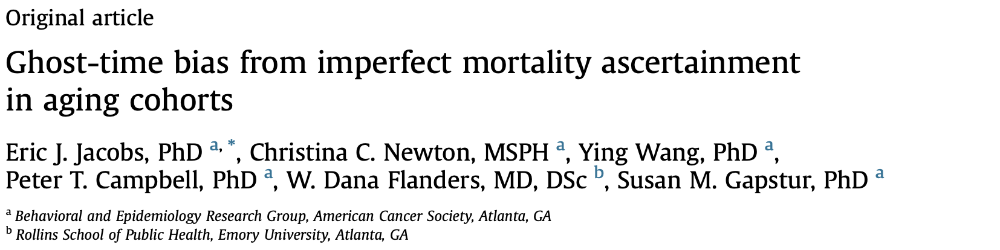 Original article
Ghost-time bias from imperfect mortality ascertainment
in aging cohorts
Eric J. Jacobs, PhD a, *, Christina C. Newton, MSPH a, Ying Wang, PhD a,
Peter T. Campbell, PhD a, W. Dana Flanders, MD, DSc b, Susan M. Gapstur, PhD a
a Behavioral and Epidemiology Research Group, American Cancer Society, Atlanta, GA
b Rollins School of Public Health, Emory University, Atlanta, GA